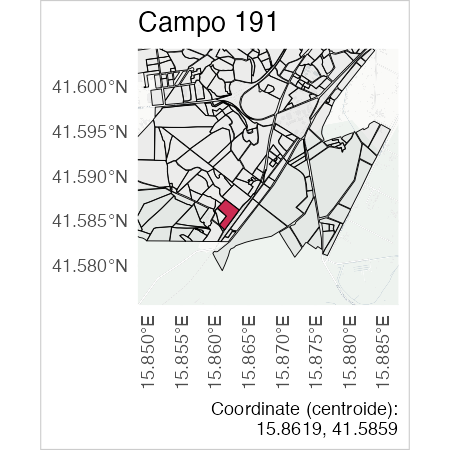 Campo 191
41.600°N
41.595°N
41.590°N
41.585°N
41.580°N
15.850°E
15.855°E
15.860°E
15.865°E
15.870°E
15.875°E
15.880°E
15.885°E
Coordinate (centroide):
15.8619, 41.5859